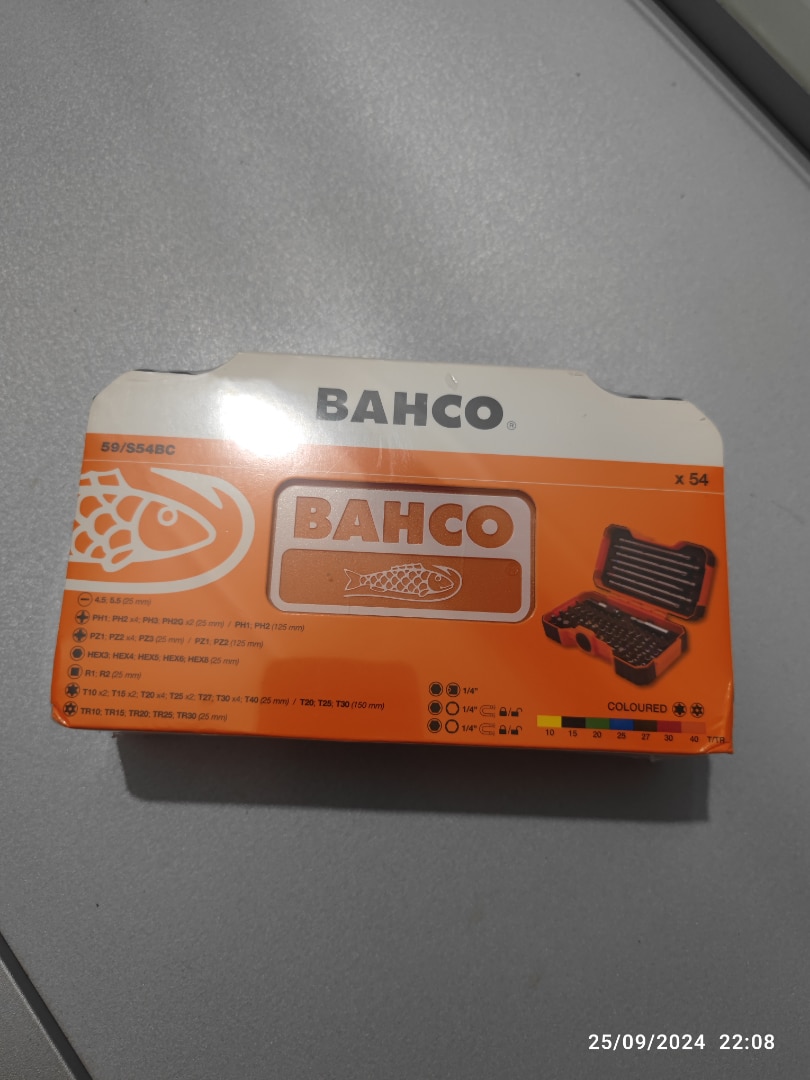 BAHCO®
59/S54BC
x 54
BAHCO
4.5; 5.5 (25 mm)
PH1; PH2 x4; PH3; PH2G x2 (25 mm) / PH1; PH2 (125 mm)
PZ1; PZ2 x4; PZ3 (25 mm) / PZ1; PZ2 (125 mm)
HEX3; HEX4; HEX5; HEX6; HEX8 (25 mm)
R1; R2 (25 mm)
T10 x2; T15 x2; T20 x4; T25 x2; T27; T30 x4; T40 (25 mm) / T20; T25; T30 (150 mm)
TR10; TR15; TR20; TR25; TR30 (25 mm)
1/4"
1/4"
1/4"
COLOURED
10 15 20 25 27 30 40 T/TR
25/09/2024 22:08